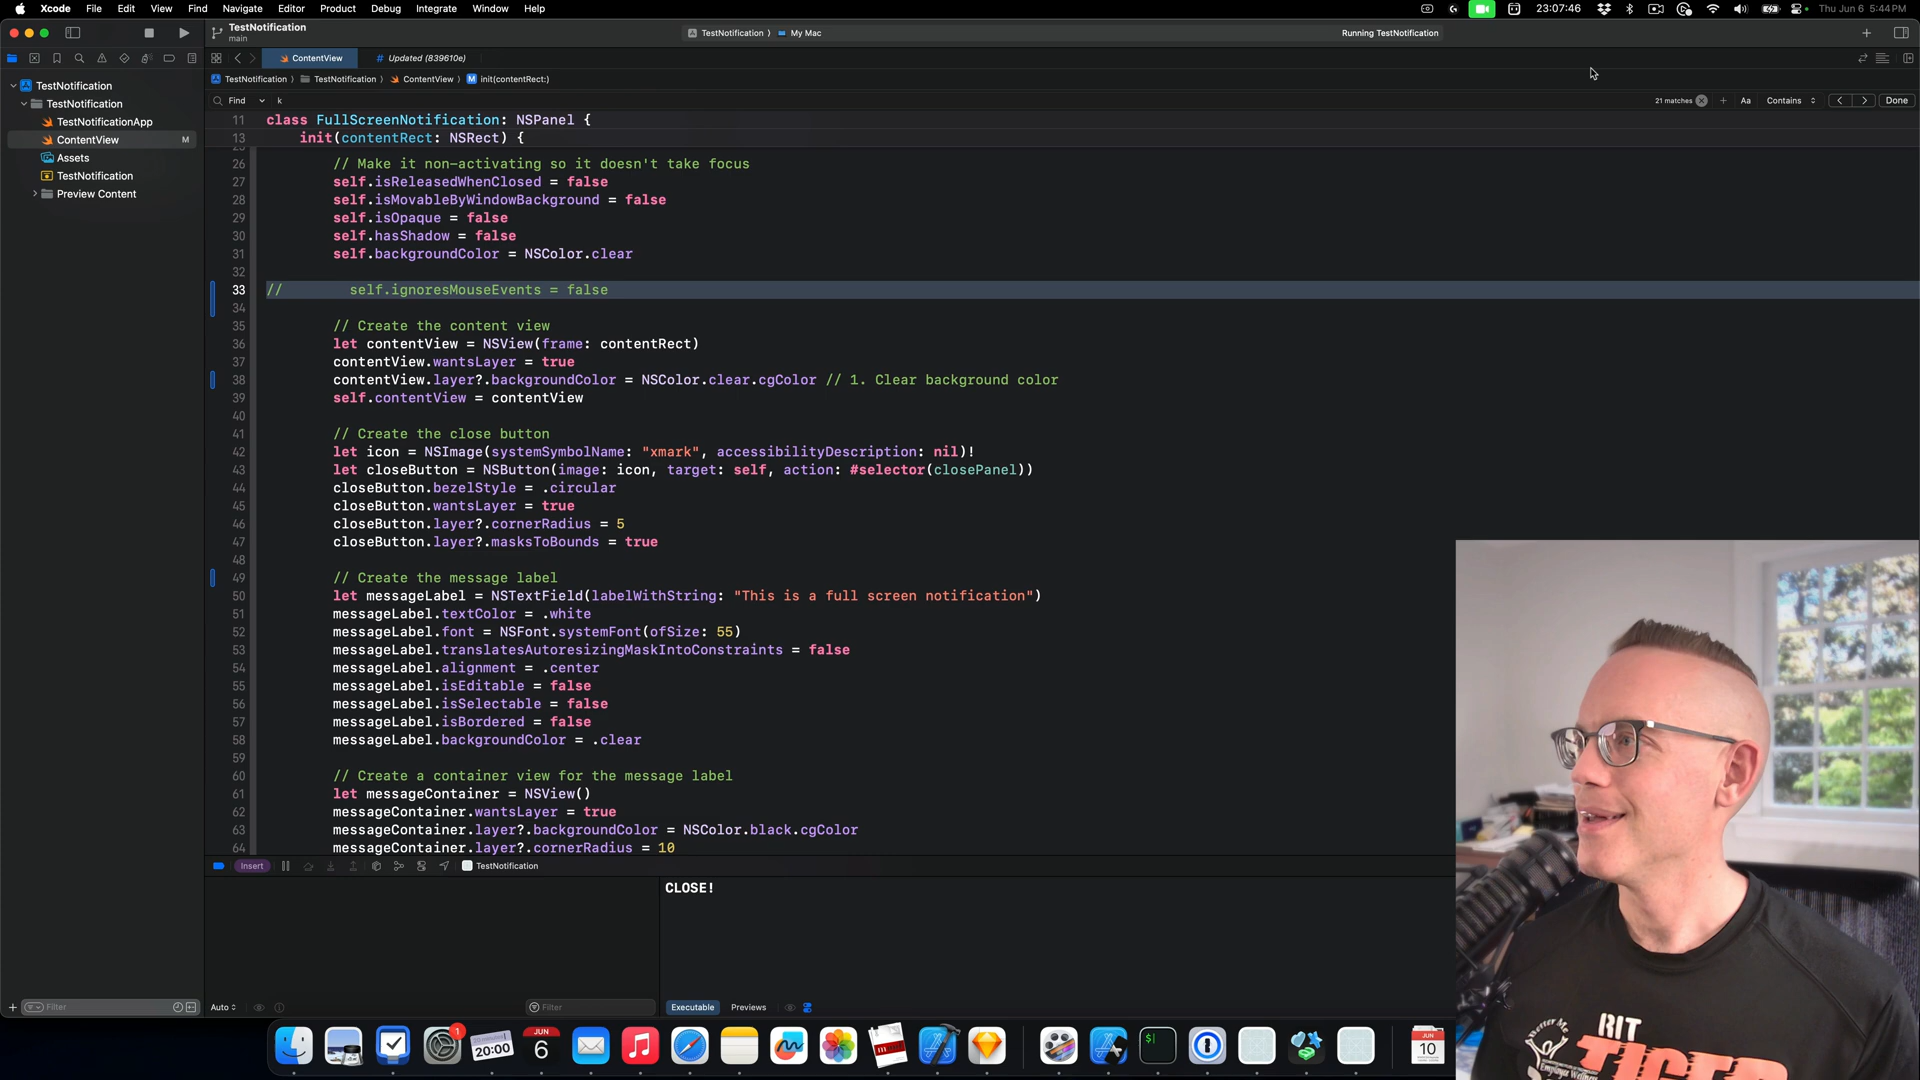 Xcode File Edit View Find Navigate Editor Product Debug Integrate Window Help
23:07:46
Thu Jun 6 5:44 PM
TestNotification
main
TestNotification 〉 My Mac
Running TestNotification
ContentView
# Updated (839610e)
TestNotification 〉 TestNotification 〉 ContentView 〉 M init(contentRect:)
Find
k
21 matches
Aa
Contains
Done
TestNotification
TestNotification
TestNotificationApp
ContentView M
Assets
TestNotification
Preview Content
11 class FullScreenNotification: NSPanel {
13 init(contentRect: NSRect) {
26 // Make it non-activating so it doesn't take focus
27 self.isReleasedWhenClosed = false
28 self.isMovableByWindowBackground = false
29 self.isOpaque = false
30 self.hasShadow = false
31 self.backgroundColor = NSColor.clear
32
33 // self.ignoresMouseEvents = false
34
35 // Create the content view
36 let contentView = NSView(frame: contentRect)
37 contentView.wantsLayer = true
38 contentView.layer?.backgroundColor = NSColor.clear.cgColor // 1. Clear background color
39 self.contentView = contentView
40
41 // Create the close button
42 let icon = NSImage(systemSymbolName: "xmark", accessibilityDescription: nil)!
43 let closeButton = NSButton(image: icon, target: self, action: #selector(closePanel))
44 closeButton.bezelStyle = .circular
45 closeButton.wantsLayer = true
46 closeButton.layer?.cornerRadius = 5
47 closeButton.layer?.masksToBounds = true
48
49 // Create the message label
50 let messageLabel = NSTextField(labelWithString: "This is a full screen notification")
51 messageLabel.textColor = .white
52 messageLabel.font = NSFont.systemFont(ofSize: 55)
53 messageLabel.translatesAutoresizingMaskIntoConstraints = false
54 messageLabel.alignment = .center
55 messageLabel.isEditable = false
56 messageLabel.isSelectable = false
57 messageLabel.isBordered = false
58 messageLabel.backgroundColor = .clear
59
60 // Create a container view for the message label
61 let messageContainer = NSView()
62 messageContainer.wantsLayer = true
63 messageContainer.layer?.backgroundColor = NSColor.black.cgColor
64 messageContainer.layer?.cornerRadius = 10
Insert
TestNotification
CLOSE!
Filter
Auto
Filter
Executable
Previews
1
20:00
JUN
6
$
JUN
10
RIT
TIGER
Better Me
Employee Wellness